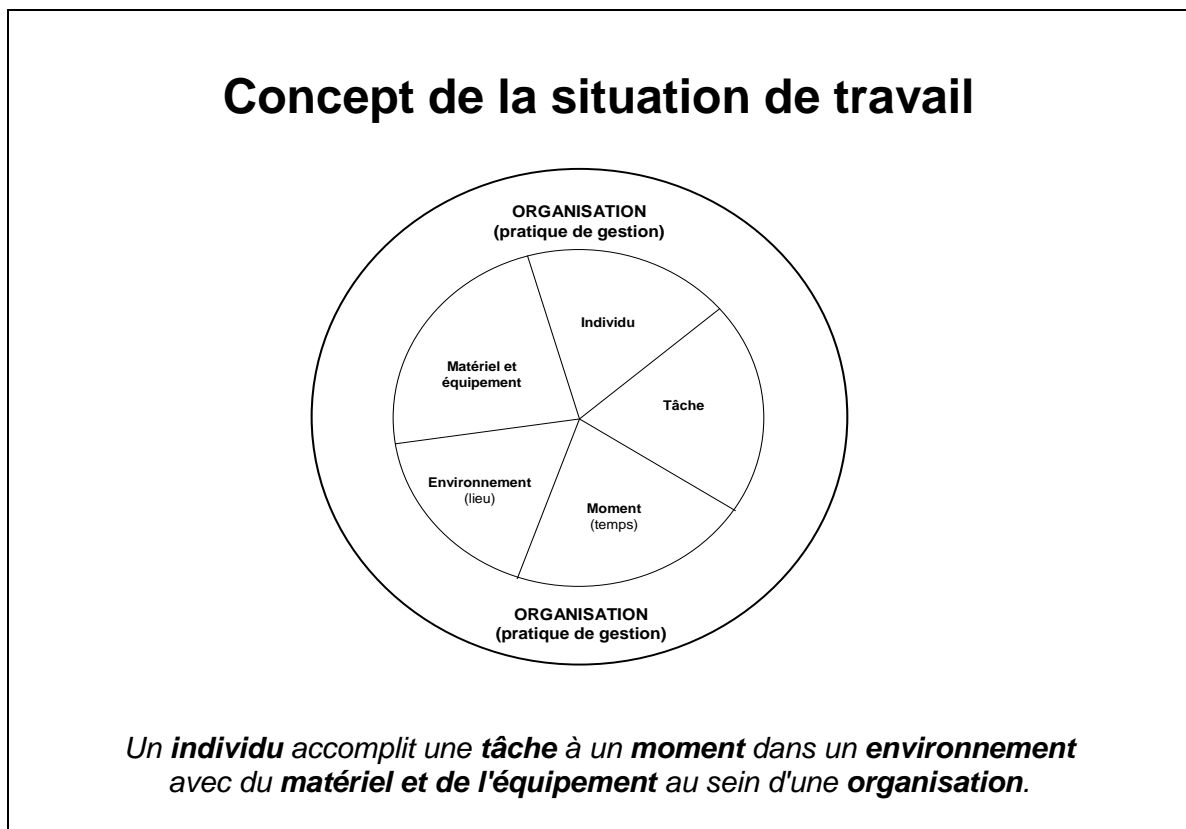 Concept de la situation de travail
ORGANISATION
(pratique de gestion)
Individu
Matériel et
équipement
Tâche
Environnement
(lieu)
Moment
(temps)
ORGANISATION
(pratique de gestion)
Un individu accomplit une tâche à un moment dans un environnement
avec du matériel et de l'équipement au sein d'une organisation.